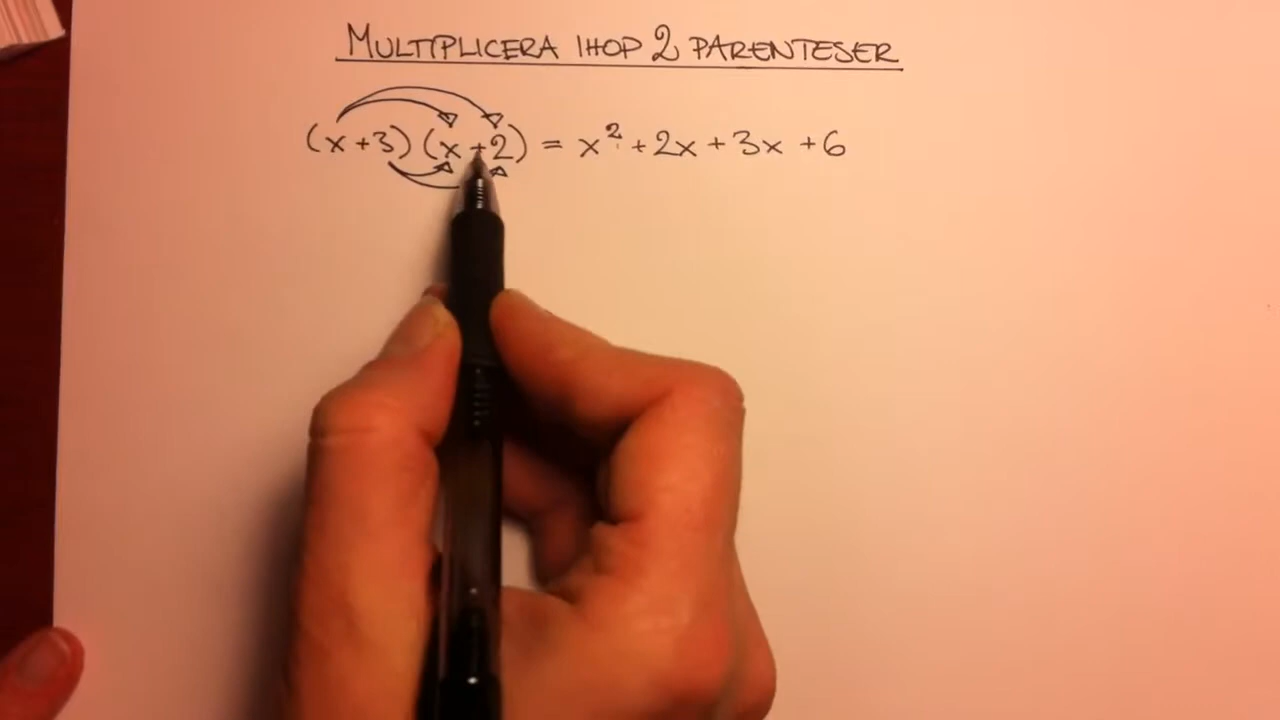 MULTIPLICERA IHOP 2 PARENTESER
(x+3)(x+2) = x² + 2x + 3x + 6